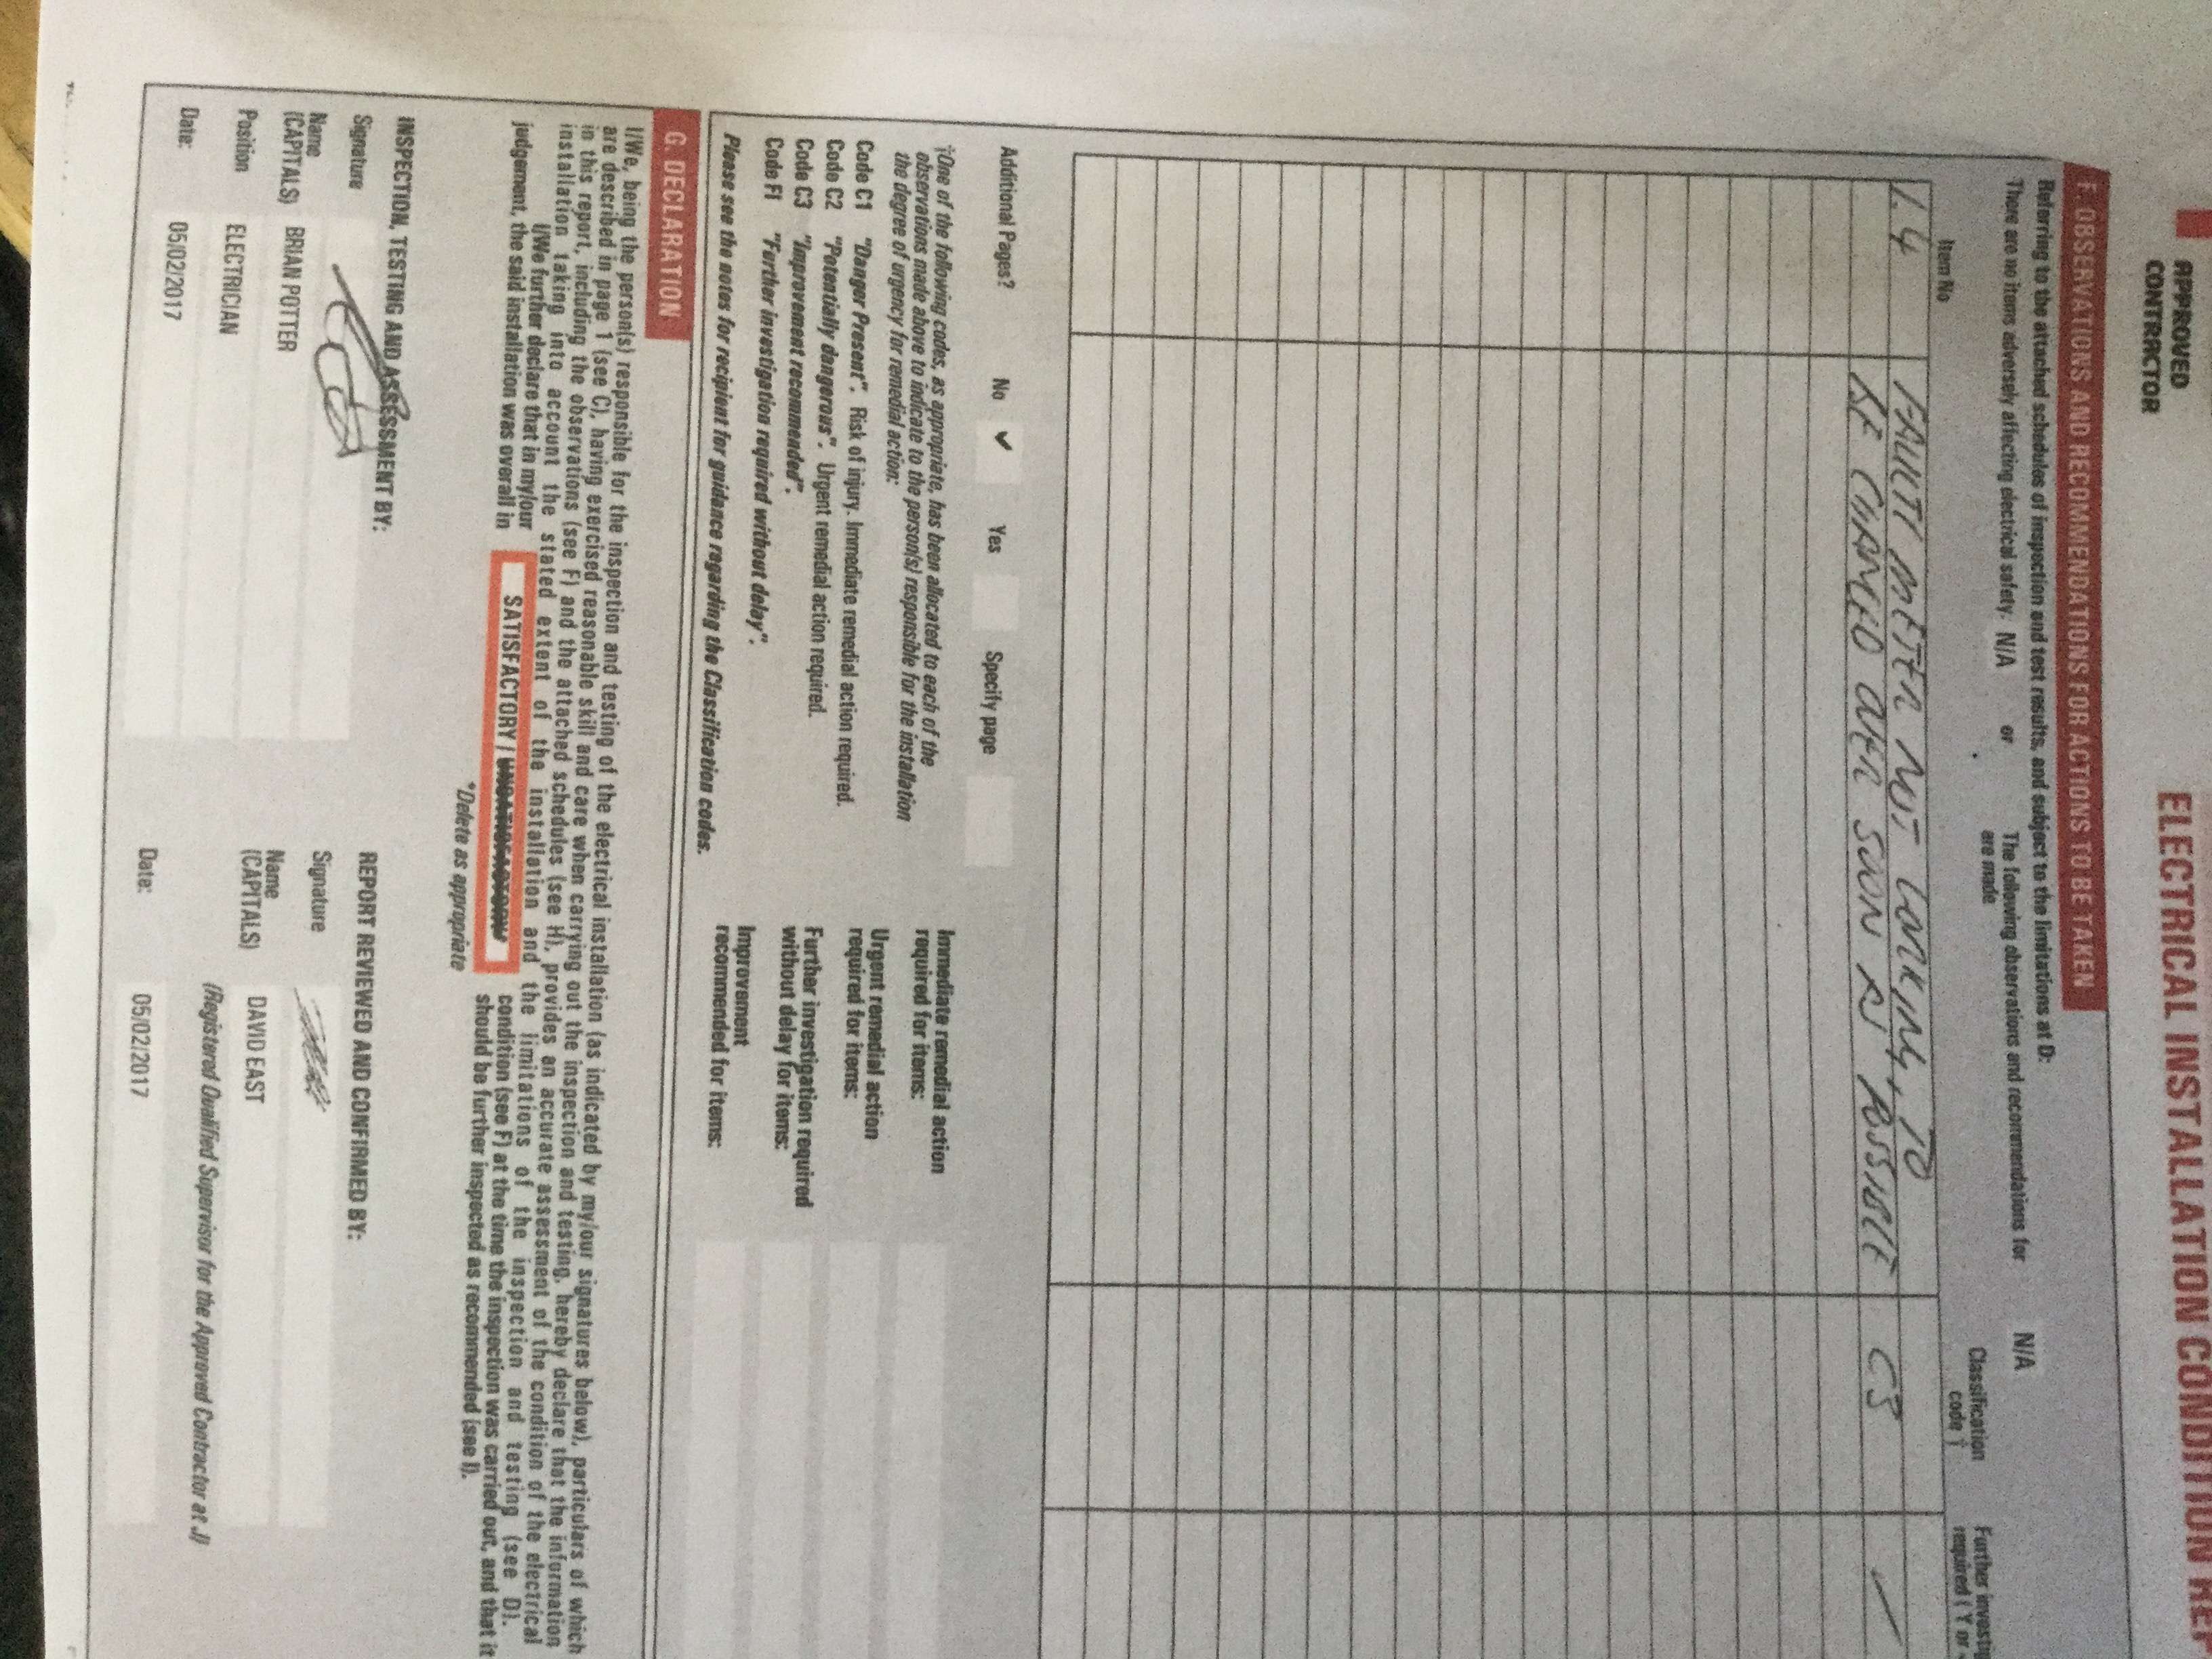 APPROVED
CONTRACTOR
ELECTRICAL INSTALLATION CONDITION REP
F. OBSERVATIONS AND RECOMMENDATIONS FOR ACTIONS TO BE TAKEN
Referring to the attached schedules of inspection and test results, and subject to the limitations at D:
There are no items adversely affecting electrical safety. N/A or The following observations and recommendations for are made N/A
Item No
Classification code †
Further investig required ( Y or
1.4 FAULTY METER NOT WORKING, TO
BE CHANGED OVER SOON AS POSSIBLE C3 ✓
Additional Pages? No ✔ Yes Specify page
†One of the following codes, as appropriate, has been allocated to each of the
observations made above to indicate to the person(s) responsible for the installation
the degree of urgency for remedial action:
Code C1 "Danger Present". Risk of injury. Immediate remedial action required.
Code C2 "Potentially dangerous". Urgent remedial action required.
Code C3 "Improvement recommended".
Code F1 "Further investigation required without delay".
Please see the notes for recipient for guidance regarding the Classification codes.
Immediate remedial action
required for items:
Urgent remedial action
required for items:
Further investigation required
without delay for items:
Improvement
recommended for items:
G. DECLARATION
I/We, being the person(s) responsible for the inspection and testing of the electrical installation (as indicated by my/our signatures below), particulars of which
are described in page 1 (see C), having exercised reasonable skill and care when carrying out the inspection and testing, hereby declare that the information
in this report, including the observations (see F) and the attached schedules (see H), provides an accurate assessment of the condition of the electrical
installation taking into account the stated extent of the installation and the limitations of the inspection and testing (see D).
I/We further declare that in my/our
judgement, the said installation was overall in
SATISFACTORY / UNSATISFACTORY
condition (see F) at the time the inspection was carried out, and that it
should be further inspected as recommended (see I).
*Delete as appropriate
INSPECTION, TESTING AND ASSESSMENT BY:
Signature
Name
(CAPITALS) BRIAN POTTER
Position ELECTRICIAN
Date: 05/02/2017
REPORT REVIEWED AND CONFIRMED BY:
Signature
Name
(CAPITALS) DAVID EAST
(Registered Qualified Supervisor for the Approved Contractor at J)
Date: 05/02/2017